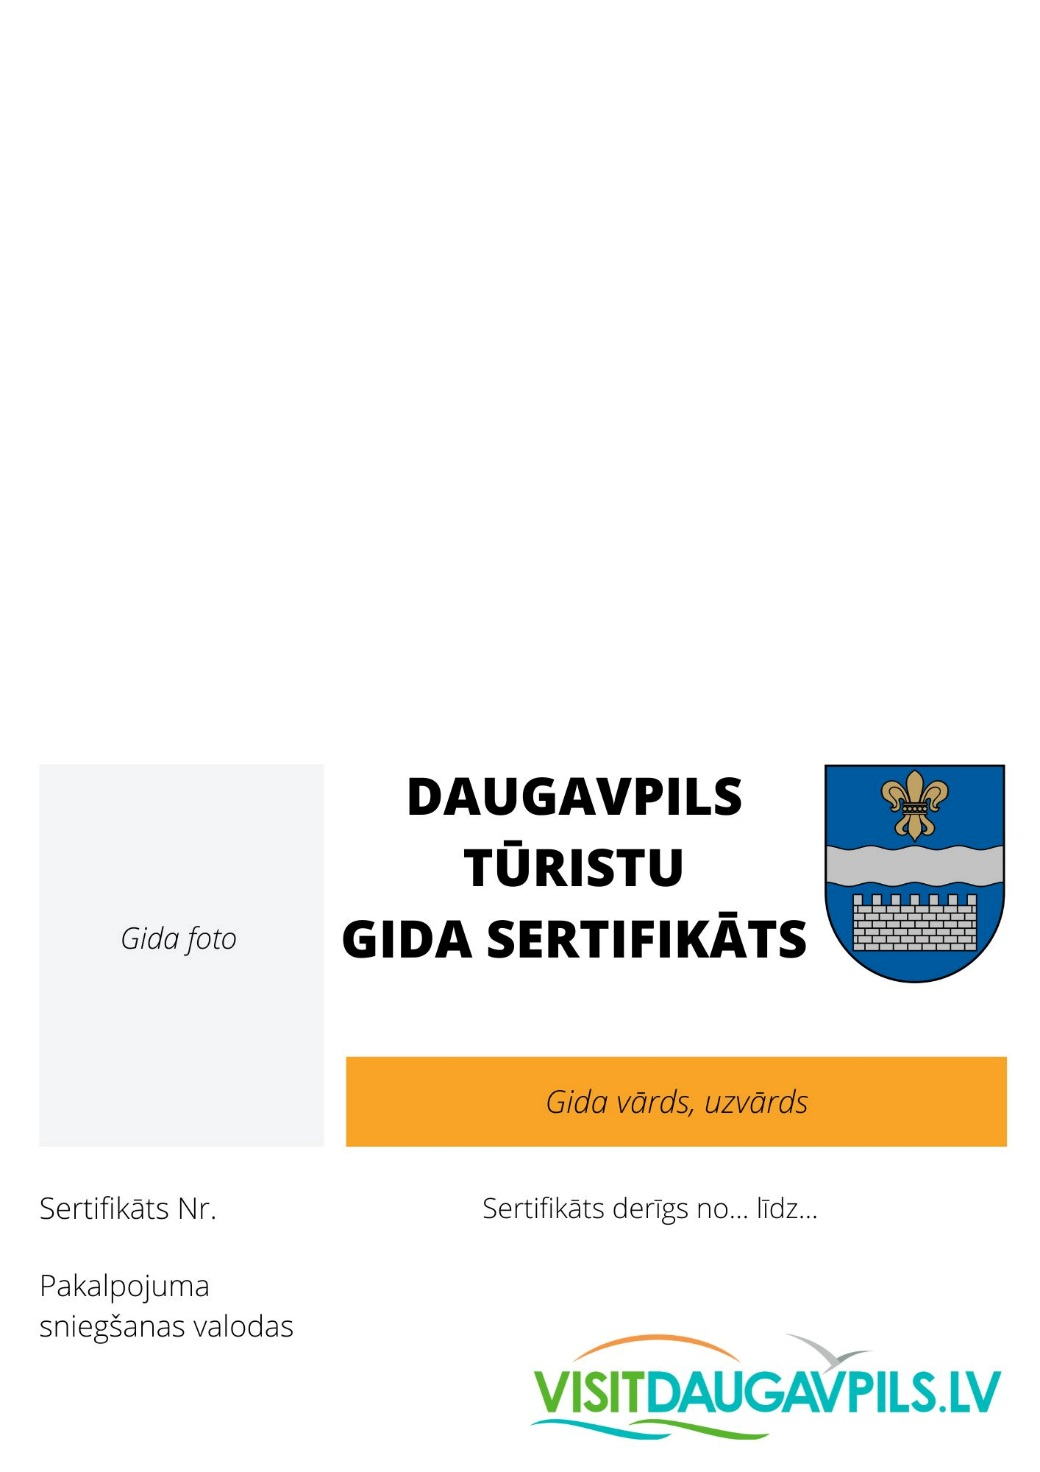 DAUGAVPILS
TŪRISTU
GIDA SERTIFIKĀTS
Gida foto
Gida vārds, uzvārds
Sertifikāts Nr.
Sertifikāts derīgs no... līdz...
Pakalpojuma
sniegšanas valodas
VISITDAUGAVPILS.LV